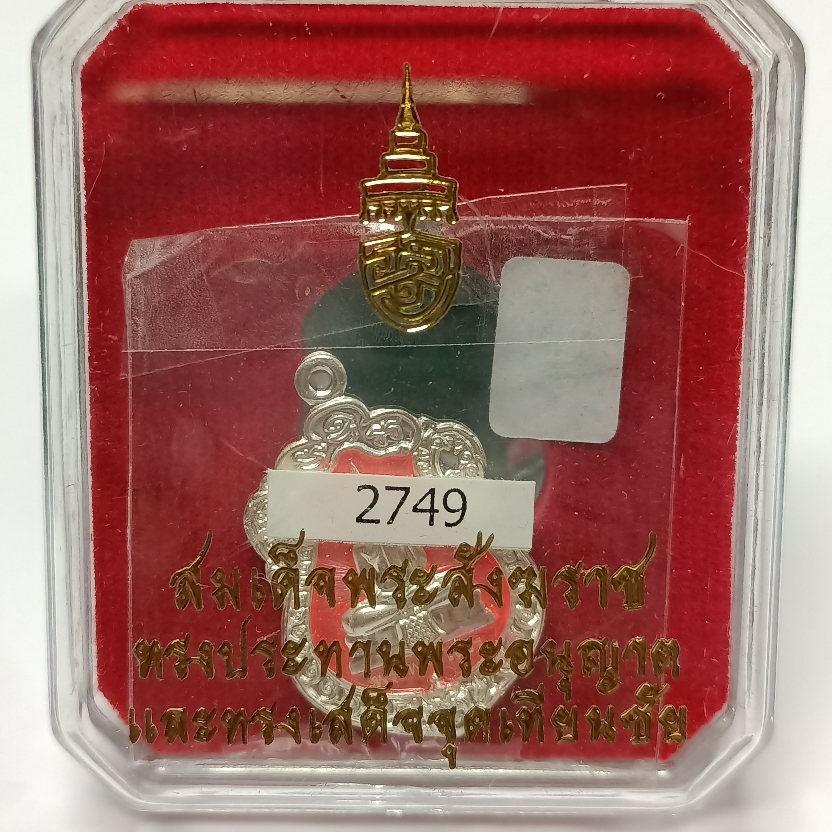 2749
สมเด็จพระสังฆราช
ทรงประทานพระอนุญาต
และทรงเสด็จจุดเทียนชัย